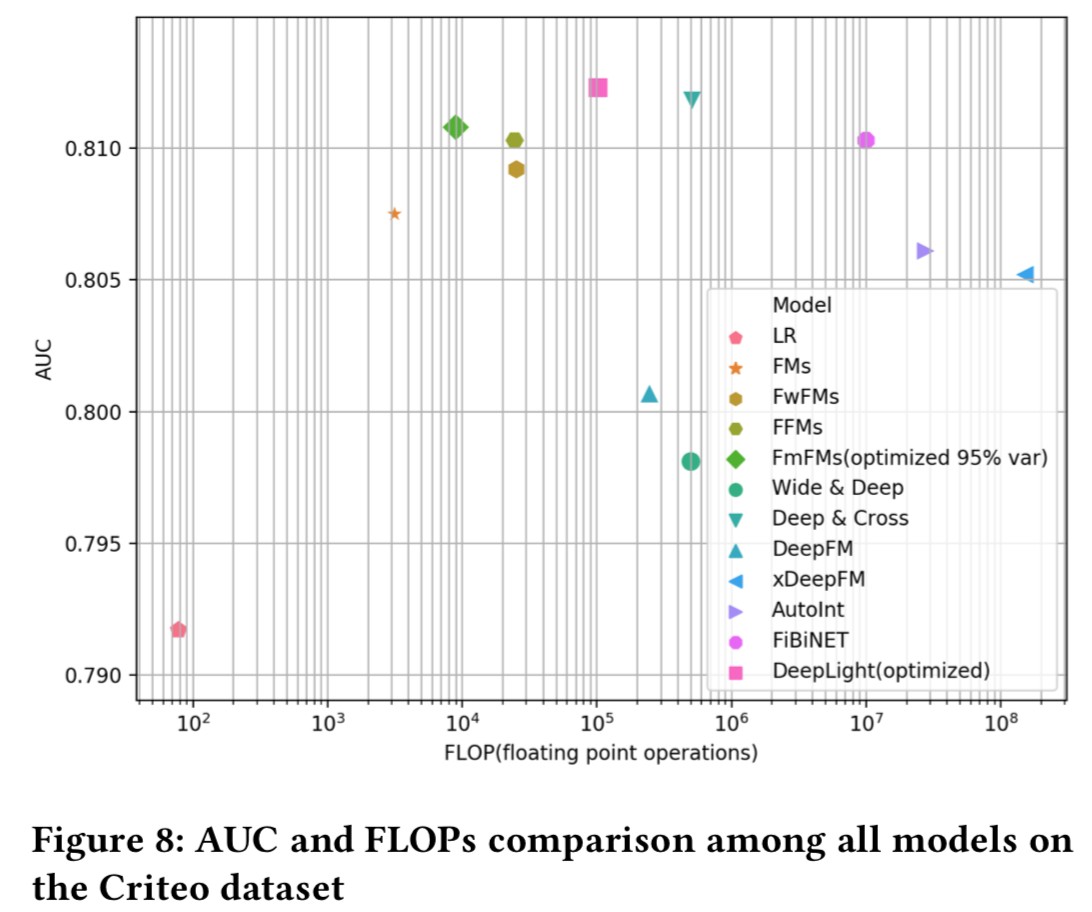 0.810
0.805
0.800
0.795
0.790
AUC
Model
LR
FMs
FwFMs
FFMs
FmFMs(optimized 95% var)
Wide & Deep
Deep & Cross
DeepFM
xDeepFM
AutoInt
FiBiNET
DeepLight(optimized)
10² 10³ 10⁴ 10⁵ 10⁶ 10⁷ 10⁸
FLOP(floating point operations)
Figure 8: AUC and FLOPs comparison among all models on
the Criteo dataset